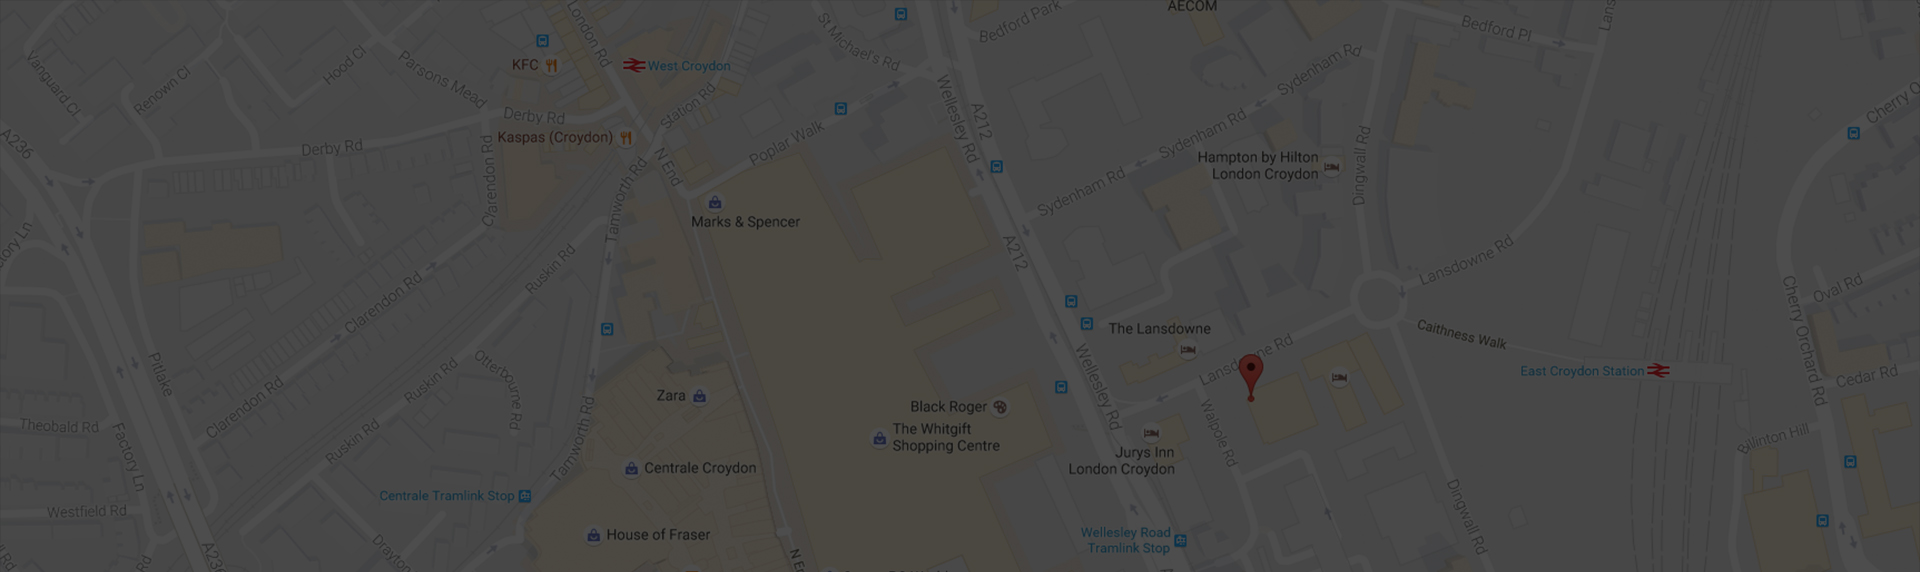 AECOM
London Rd
St Michael's Rd
Bedford Park
Bedford Pl
KFC
West Croydon
Hood Cl
Parsons Mead
Vanguard Cl
Renown Cl
Station Rd
Derby Rd
Kaspas (Croydon)
Wellesley Rd
A212
Sydenham Rd
Sydenham Rd
Cherry O
A236
Derby Rd
Clarendon Rd
N End
Poplar Walk
Hampton by Hilton
London Croydon
Dingwall Rd
Tamworth Rd
Sydenham Rd
Marks & Spencer
A212
Ruskin Rd
Lansdowne Rd
Clarendon Rd
Oval Rd
Cherry Orchard Rd
The Lansdowne
Caithness Walk
Lansdowne Rd
Pitlake
Otterbourne Rd
Ruskin Rd
Wellesley Rd
East Croydon Station
Cedar Rd
Zara
Black Roger
Clarendon Rd
Tamworth Rd
The Whitgift
Shopping Centre
Walpole Rd
Theobald Rd
Factory Ln
Ruskin Rd
Jurys Inn
London Croydon
Billinton Hill
Centrale Croydon
Centrale Tramlink Stop
Westfield Rd
House of Fraser
Wellesley Road
Tramlink Stop
Dingwall Rd
Drayton